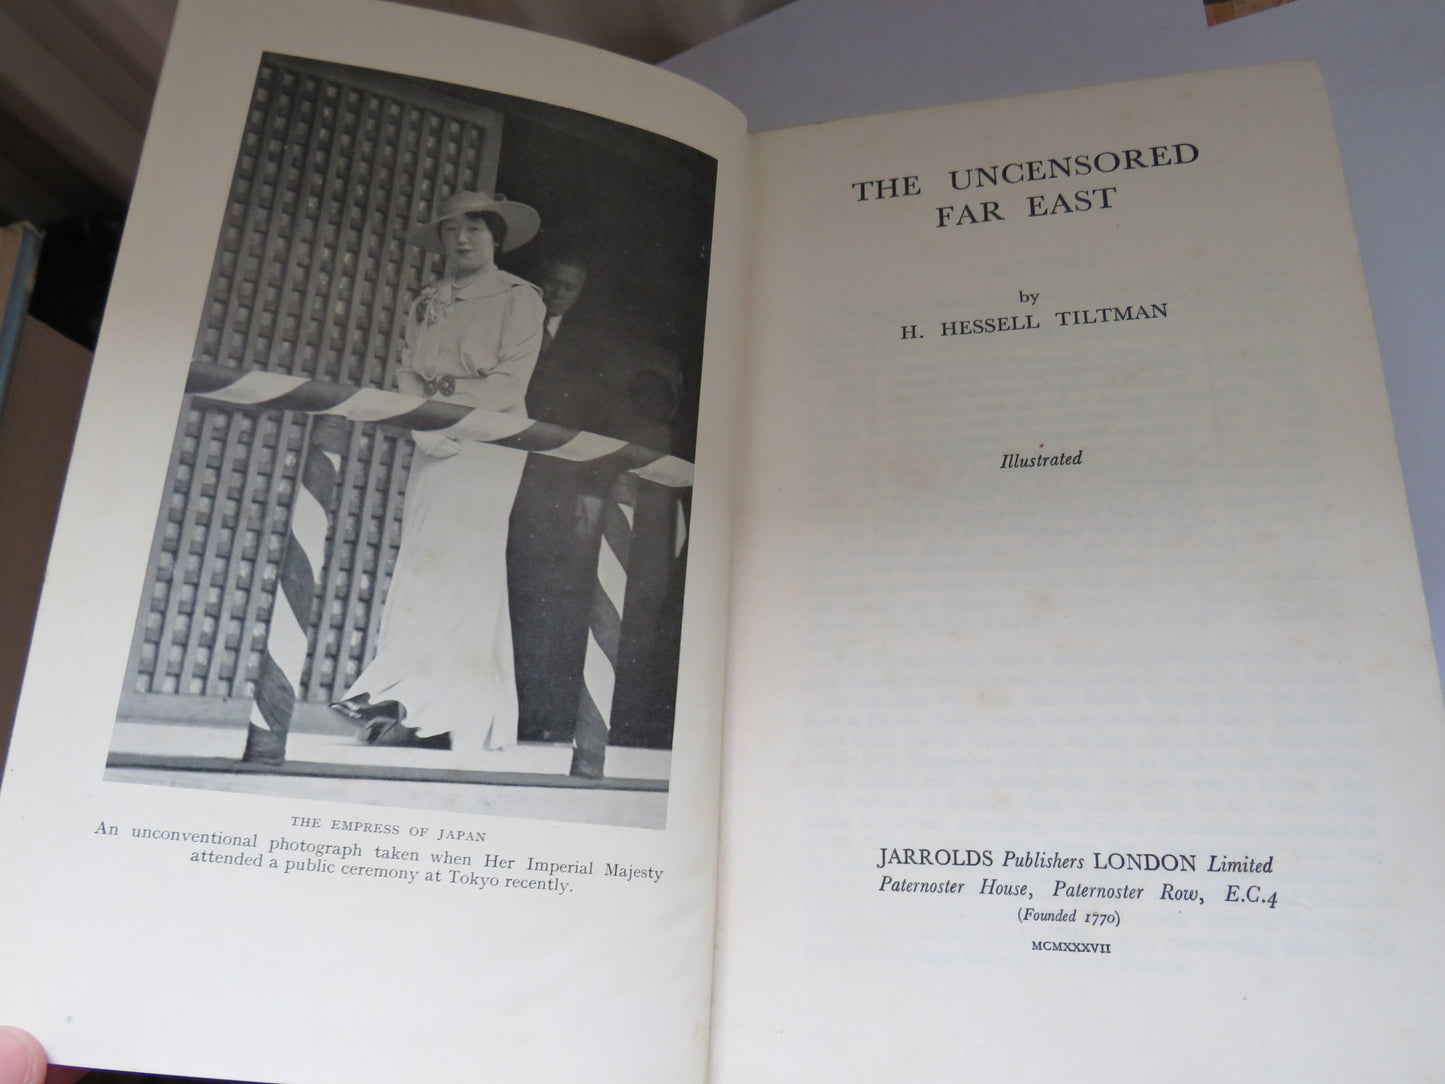 THE EMPRESS OF JAPAN
An unconventional photograph taken when Her Imperial Majesty
attended a public ceremony at Tokyo recently.
THE UNCENSORED
FAR EAST
by
H. HESSELL TILTMAN
Illustrated
JARROLDS Publishers LONDON Limited
Paternoster House, Paternoster Row, E.C.4
(Founded 1770)
MCMXXXVII